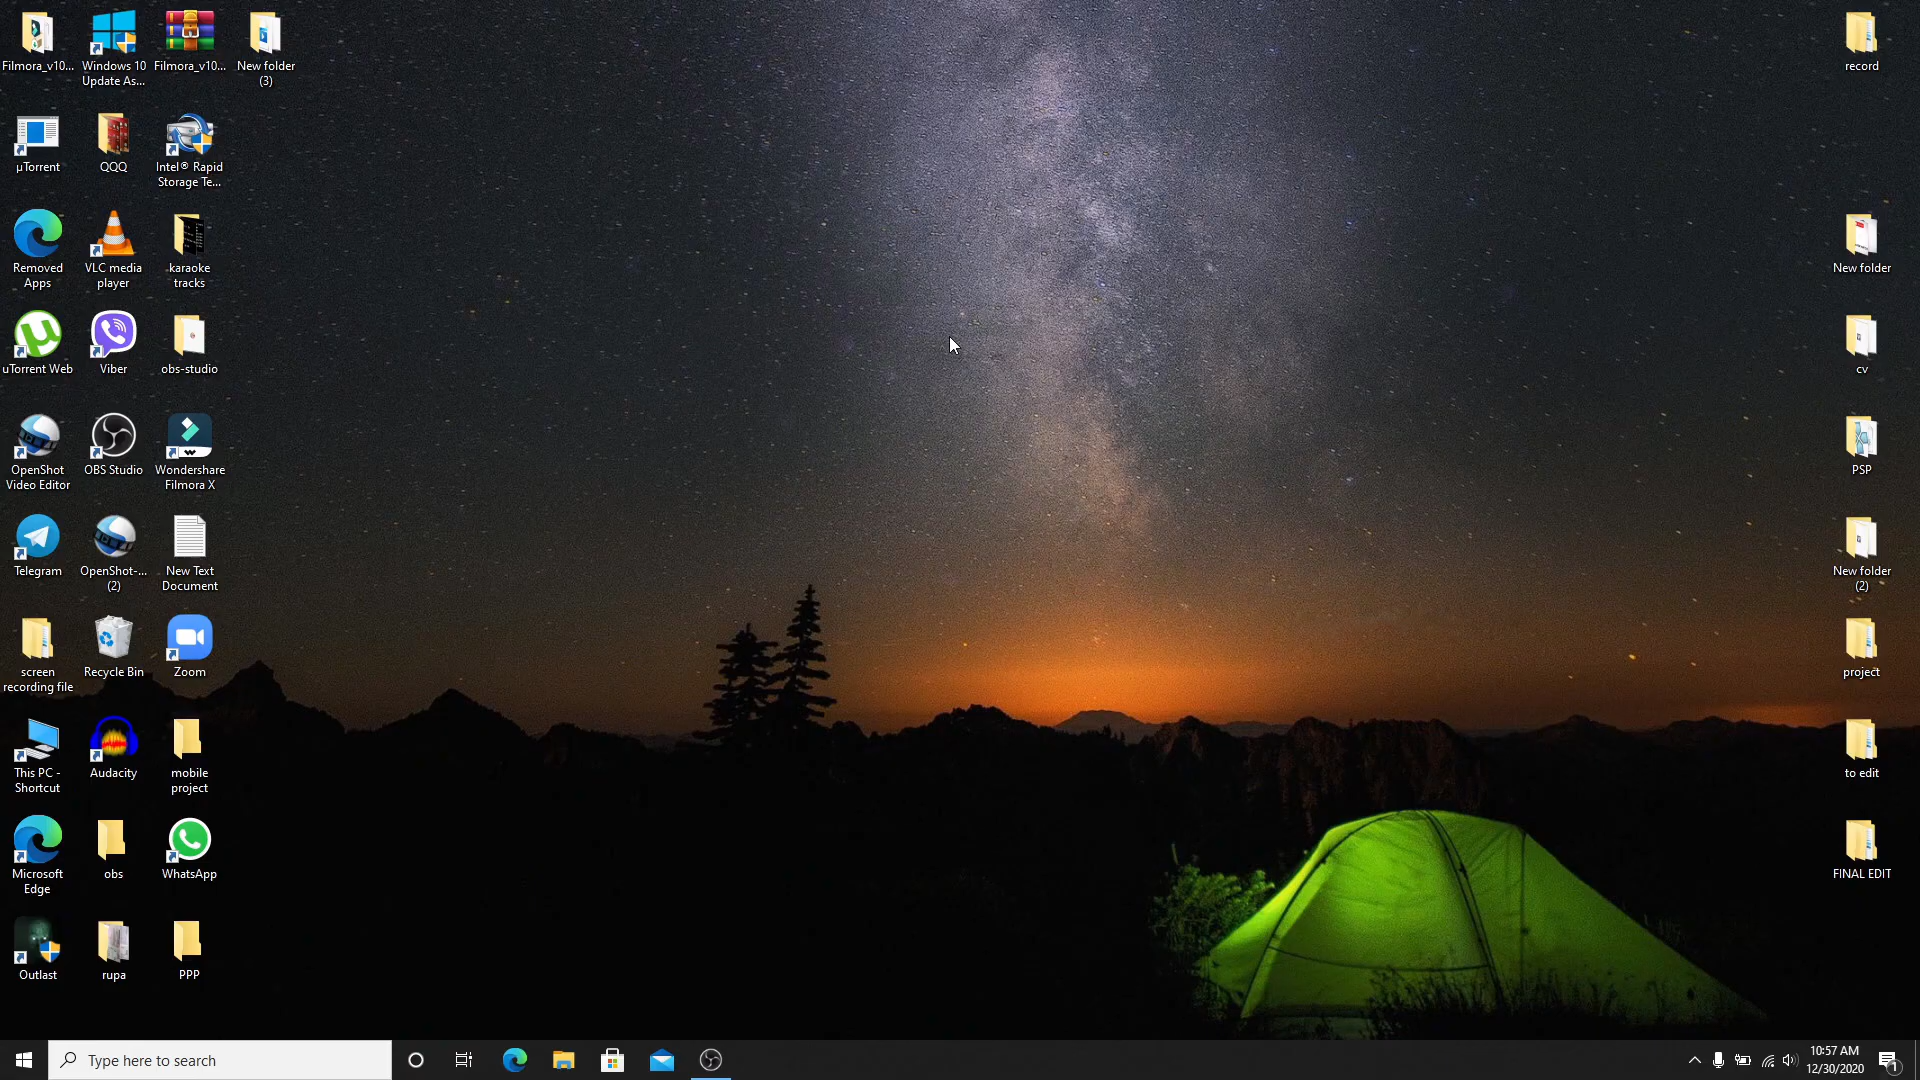 Filmora_v10...
Windows 10
Update As...
Filmora_v10...
New folder
(3)
µTorrent
QQQ
Intel® Rapid
Storage Te...
Removed
Apps
VLC media
player
karaoke
tracks
uTorrent Web
Viber
obs-studio
OpenShot
Video Editor
OBS Studio
Wondershare
Filmora X
Telegram
OpenShot-...
(2)
New Text
Document
screen
recording file
Recycle Bin
Zoom
This PC -
Shortcut
Audacity
mobile
project
Microsoft
Edge
obs
WhatsApp
Outlast
rupa
PPP
record
New folder
cv
PSP
New folder
(2)
project
to edit
FINAL EDIT
Type here to search
10:57 AM
12/30/2020
1